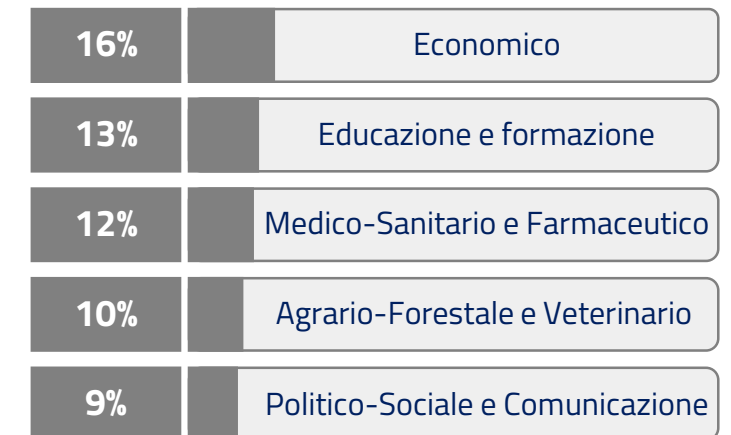 16% Economico
13% Educazione e formazione
12% Medico-Sanitario e Farmaceutico
10% Agrario-Forestale e Veterinario
9% Politico-Sociale e Comunicazione